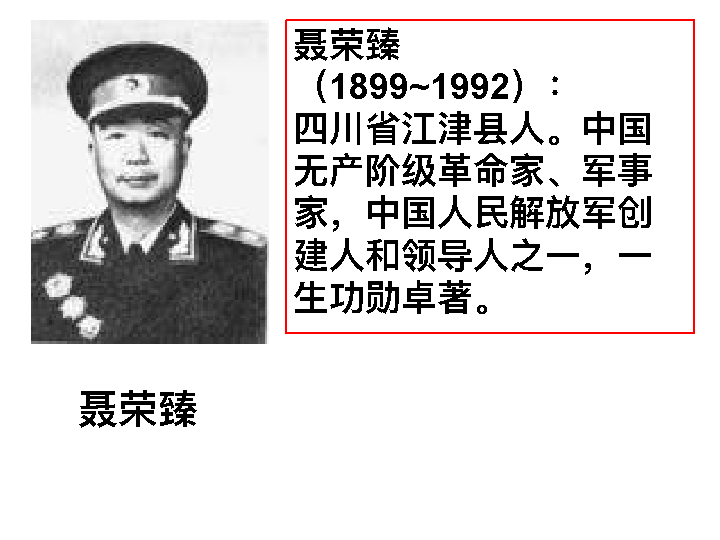 聂荣臻
（1899~1992）：
四川省江津县人。中国
无产阶级革命家、军事
家，中国人民解放军创
建人和领导人之一，一
生功勋卓著。
聂荣臻